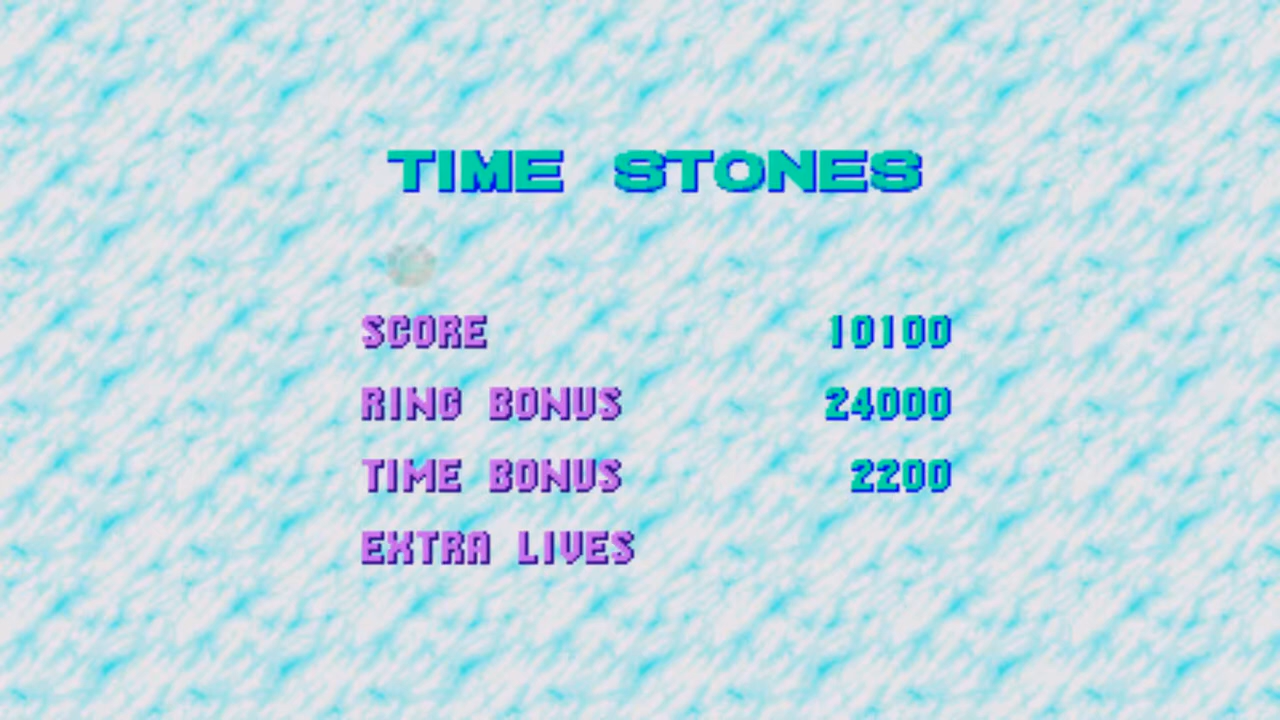 TIME STONES
SCORE 10100
RING BONUS 24000
TIME BONUS 2200
EXTRA LIVES